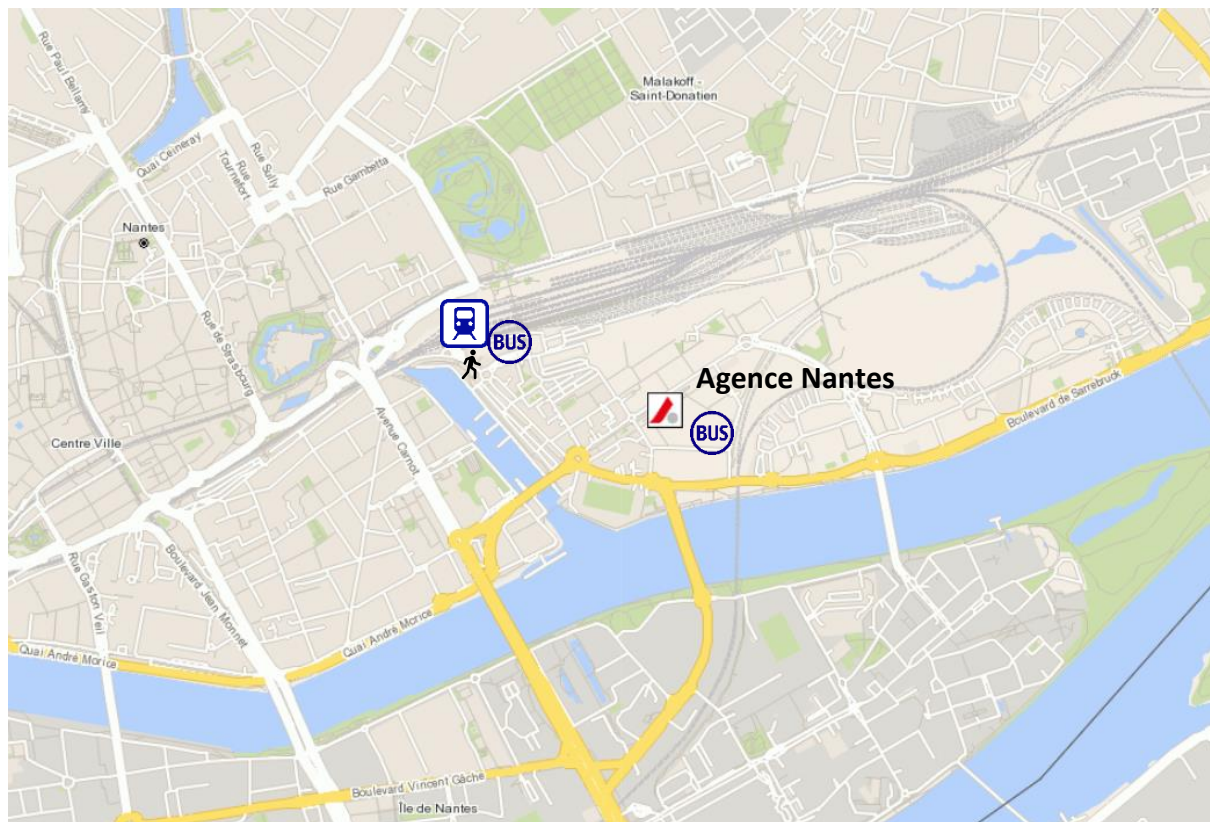 Rue Paul Bellamy
Malakoff -
Saint-Donatien
Quai Ceineray
Rue Sully
Rue
Tournefort
Rue Gambetta
Nantes
Rue de Strasbourg
BUS
Agence Nantes
BUS
Boulevard de Sarrebruck
Avenue Carnot
Centre Ville
Rue Gaston Veil
Boulevard Jean Monnet
Quai André Morice
Quai André Morice
Boulevard Vincent Gâche
Île de Nantes